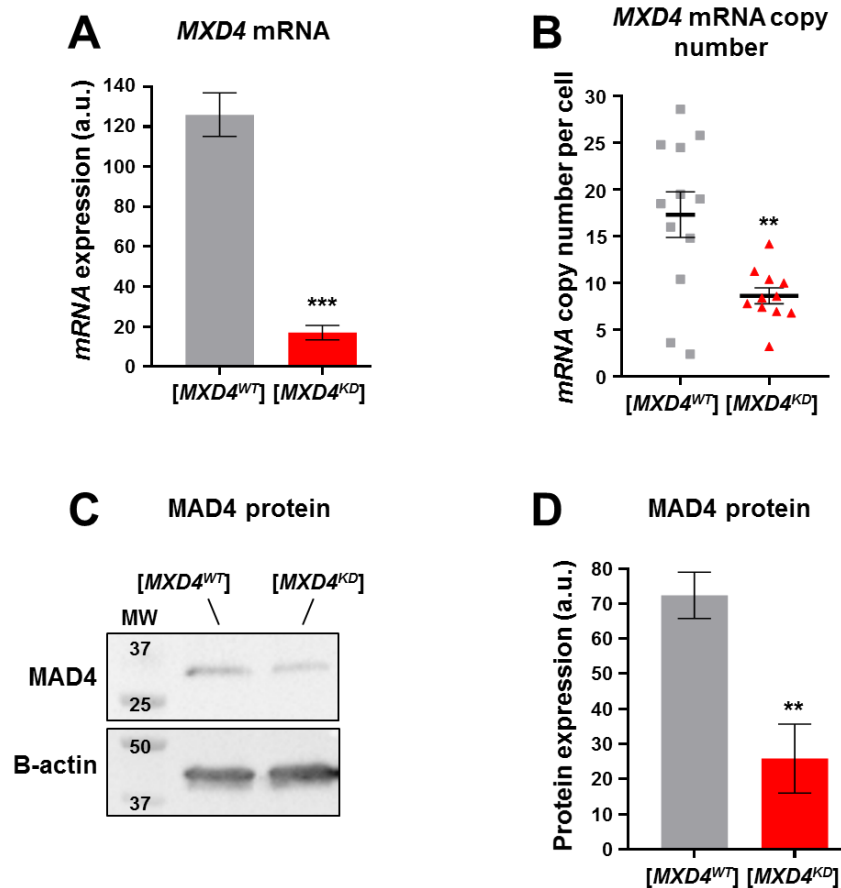 A
MXD4 mRNA
mRNA expression (a.u.)
140
120
100
80
60
40
20
0
***
[MXD4WT] [MXD4KD]
B
MXD4 mRNA copy
number
mRNA copy number per cell
30
25
20
15
10
5
0
**
[MXD4WT] [MXD4KD]
C
MAD4 protein
[MXD4WT] [MXD4KD]
MW
MAD4
37
25
B-actin
50
37
D
MAD4 protein
Protein expression (a.u.)
80
70
60
50
40
30
20
10
0
**
[MXD4WT] [MXD4KD]